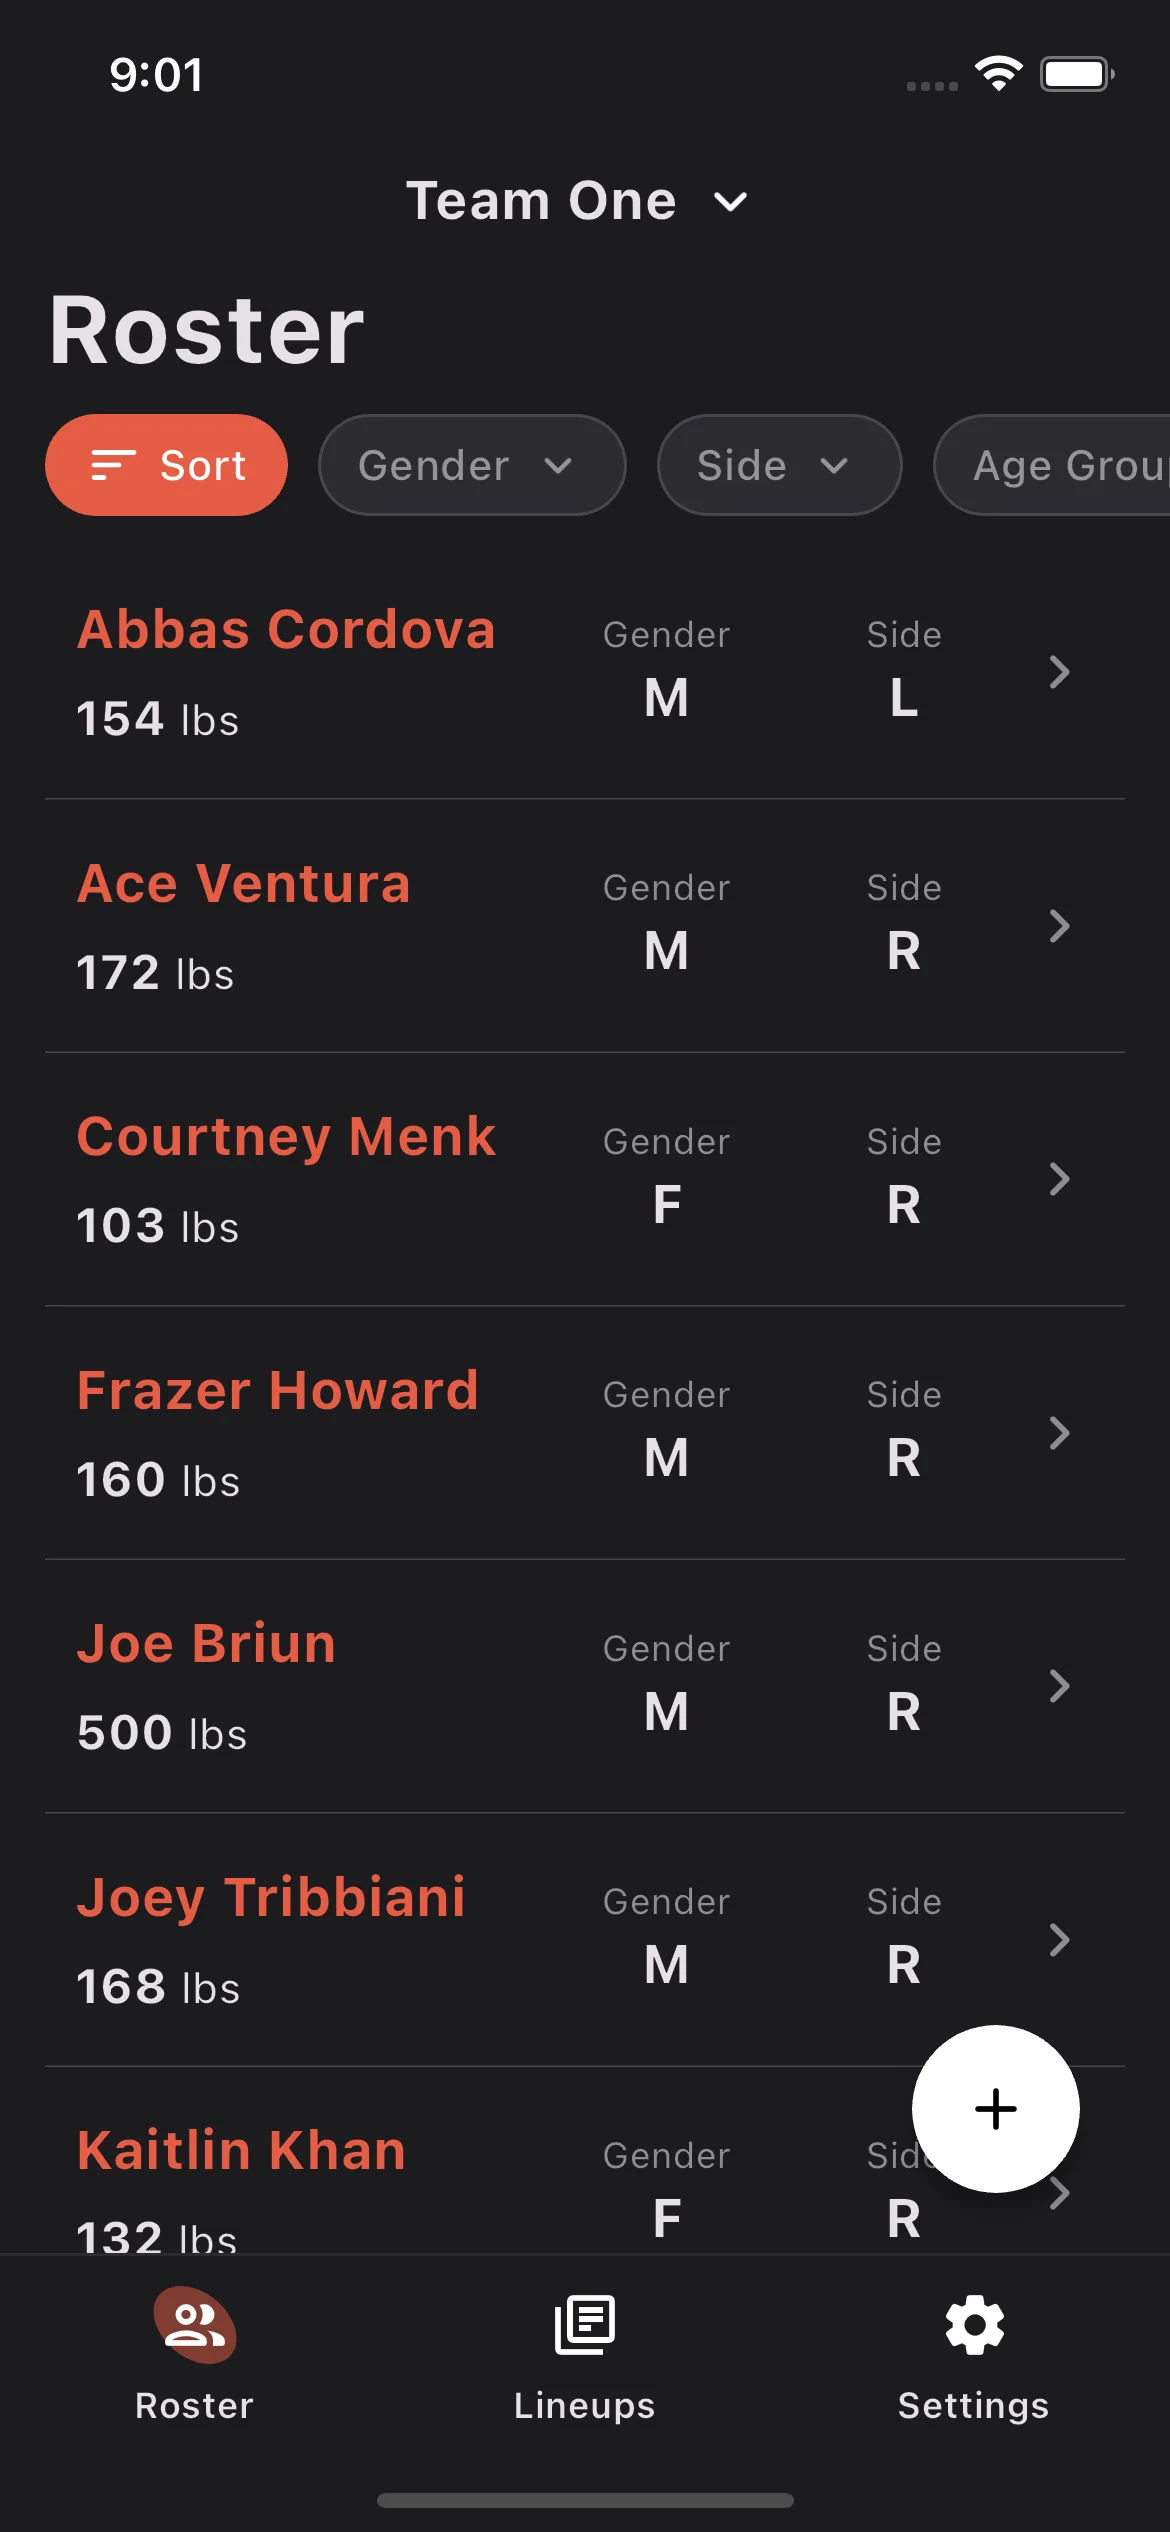 9:01
Team One
Roster
Sort Gender Side Age Grou
Abbas Cordova Gender Side
M L
154 lbs
Ace Ventura Gender Side
M R
172 lbs
Courtney Menk Gender Side
F R
103 lbs
Frazer Howard Gender Side
M R
160 lbs
Joe Briun Gender Side
M R
500 lbs
Joey Tribbiani Gender Side
M R
168 lbs
Kaitlin Khan Gender Side
F R
132 lbs
Roster Lineups Settings